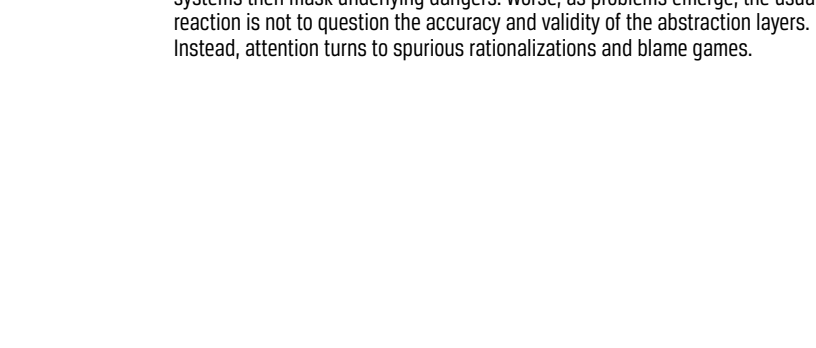 systems then mask underlying dangers. Worse, as problems emerge, the usual
reaction is not to question the accuracy and validity of the abstraction layers.
Instead, attention turns to spurious rationalizations and blame games.